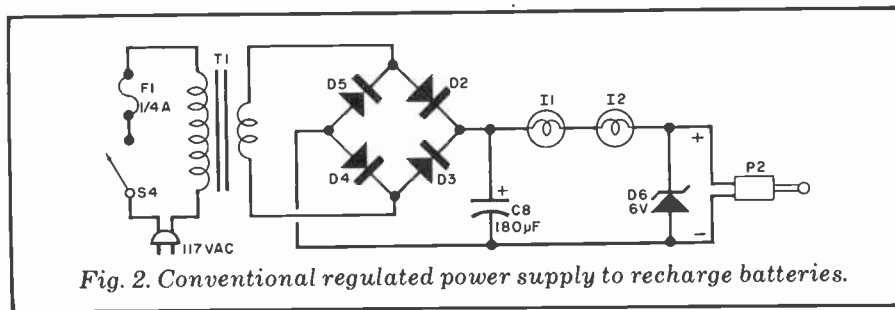 T1
F1
1/4 A
S4
117VAC
D5
D2
D4
D3
+
C8
180µF
I1
I2
D6
6V
+
−
P2
Fig. 2. Conventional regulated power supply to recharge batteries.